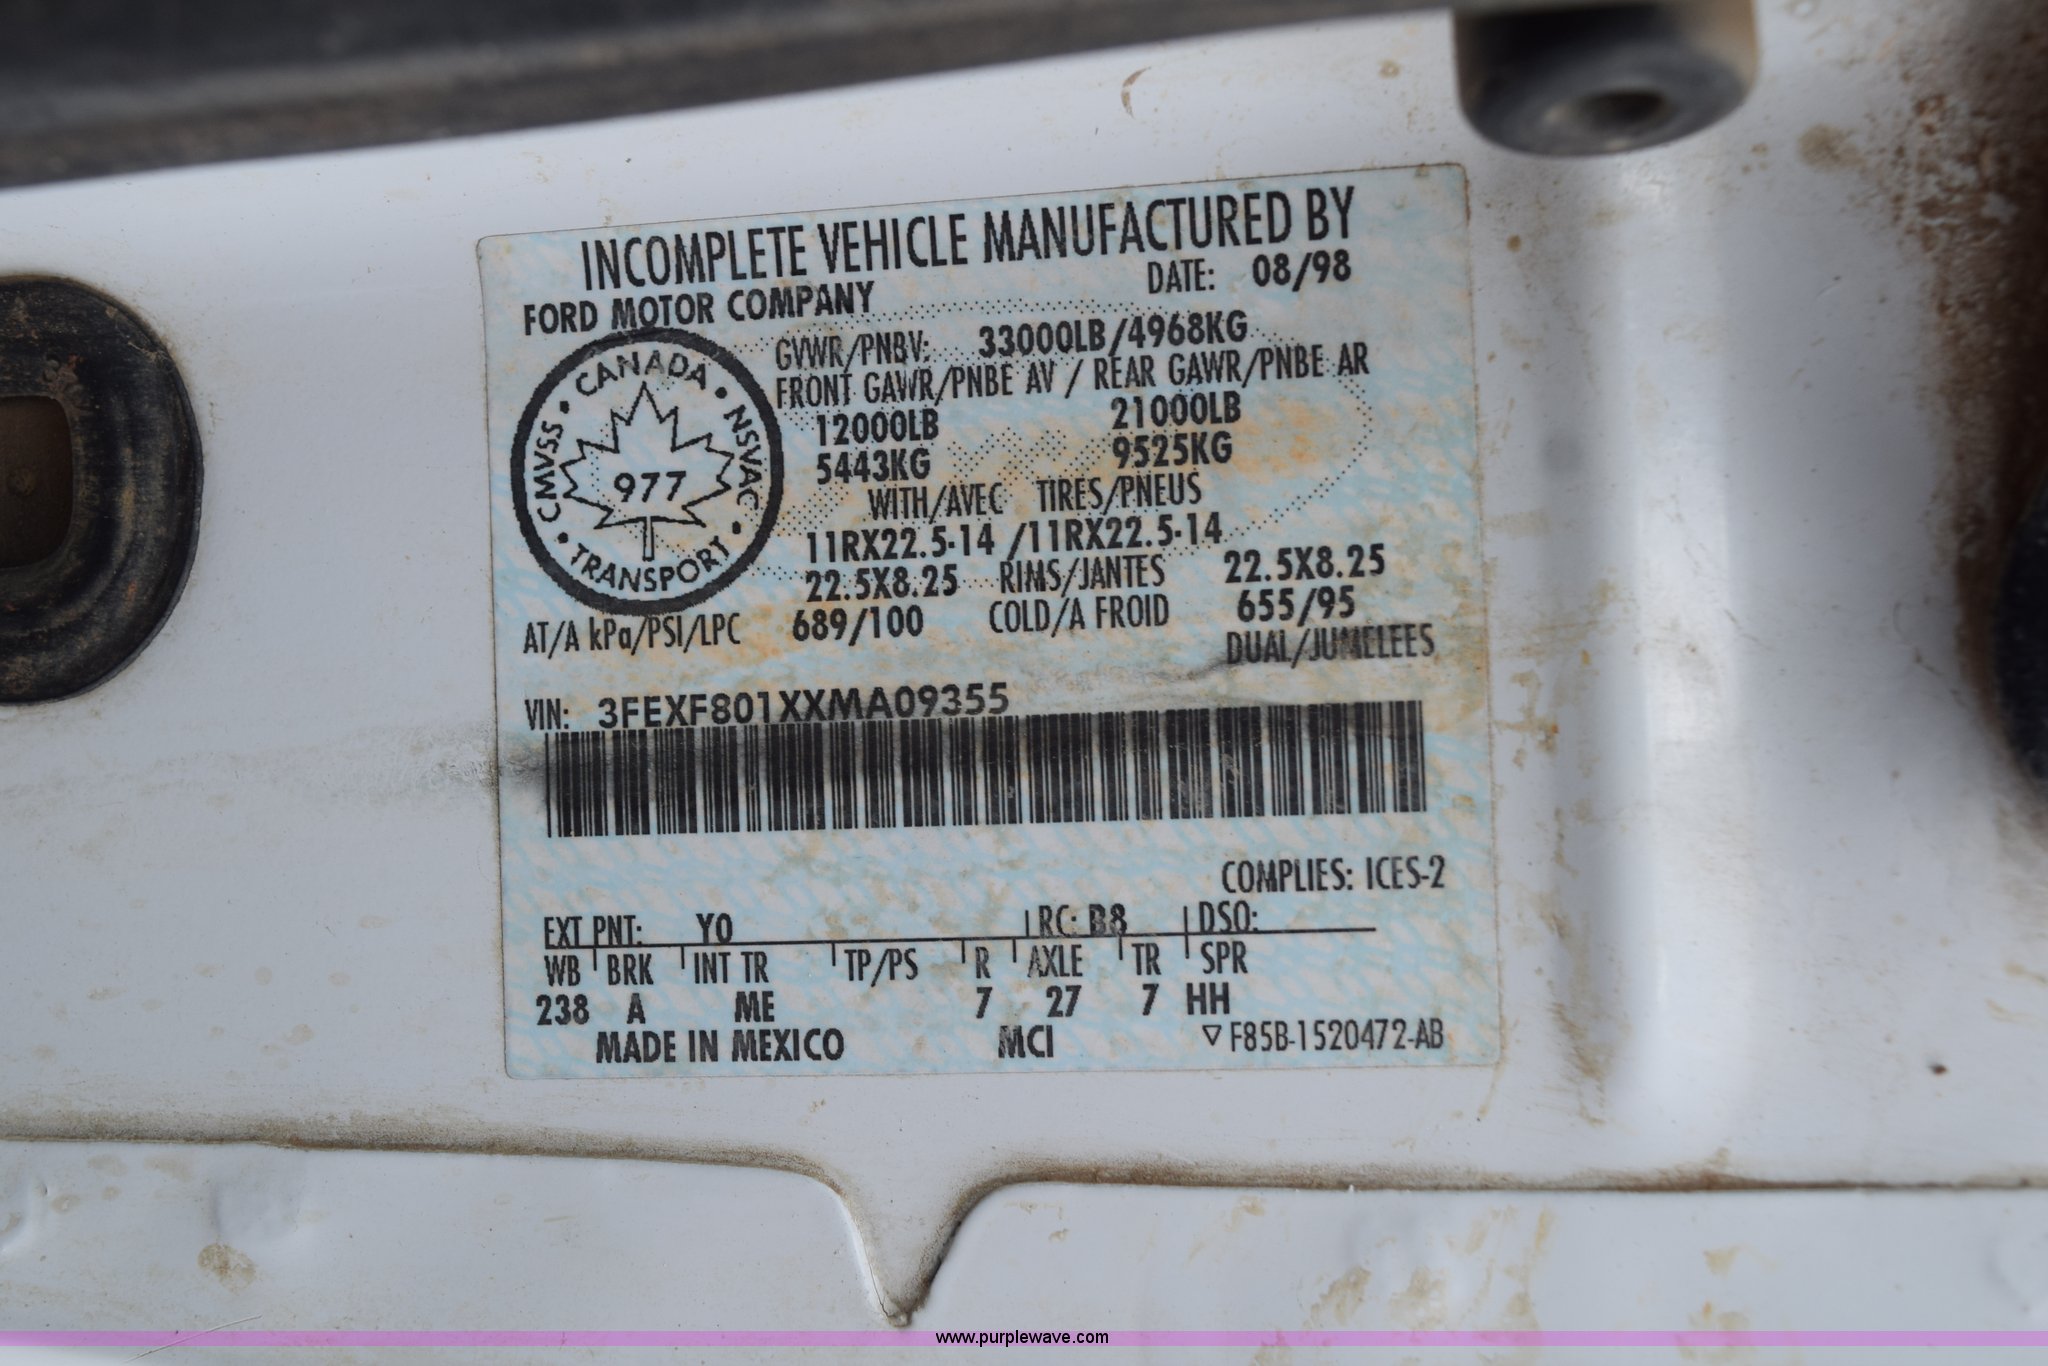 INCOMPLETE VEHICLE MANUFACTURED BY
FORD MOTOR COMPANY
DATE: 08/98
GVWR/PNBV: 33000LB/4968KG
FRONT GAWR/PNBE AV / REAR GAWR/PNBE AR
12000LB 21000LB
5443KG 9525KG
WITH/AVEC TIRES/PNEUS
11RX22.5-14 /11RX22.5-14
22.5X8.25 RIMS/JANTES 22.5X8.25
AT/A kPa/PSI/LPC 689/100 COLD/A FROID 655/95
DUAL/JUMELEES
CANADA • NSVAC • TRANSPORT • CMVSS •
977
VIN: 3FEXF801XXMA09355
COMPLIES: ICES-2
EXT PNT: YO RC: B8 DSO:
WB BRK INT TR TP/PS R AXLE TR SPR
238 A ME 7 27 7 HH
MADE IN MEXICO MCI ▽ F85B-1520472-AB
www.purplewave.com